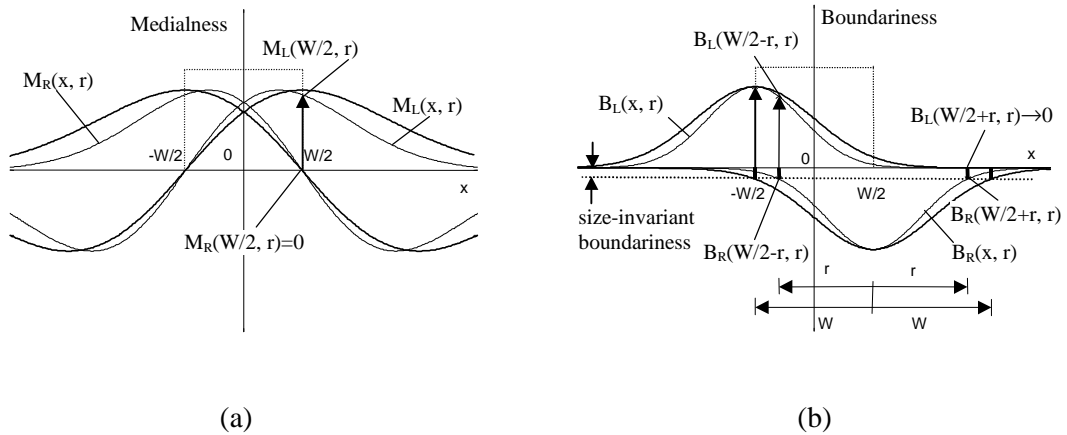 Medialness
M_L(W/2, r)
M_R(x, r)
M_L(x, r)
-W/2
0
W/2
x
M_R(W/2, r)=0
(a)
Boundariness
B_L(W/2-r, r)
B_L(x, r)
B_L(W/2+r, r)→0
0
x
-W/2
W/2
size-invariant
boundariness
B_R(W/2-r, r)
B_R(W/2+r, r)
B_R(x, r)
r
r
W
W
(b)